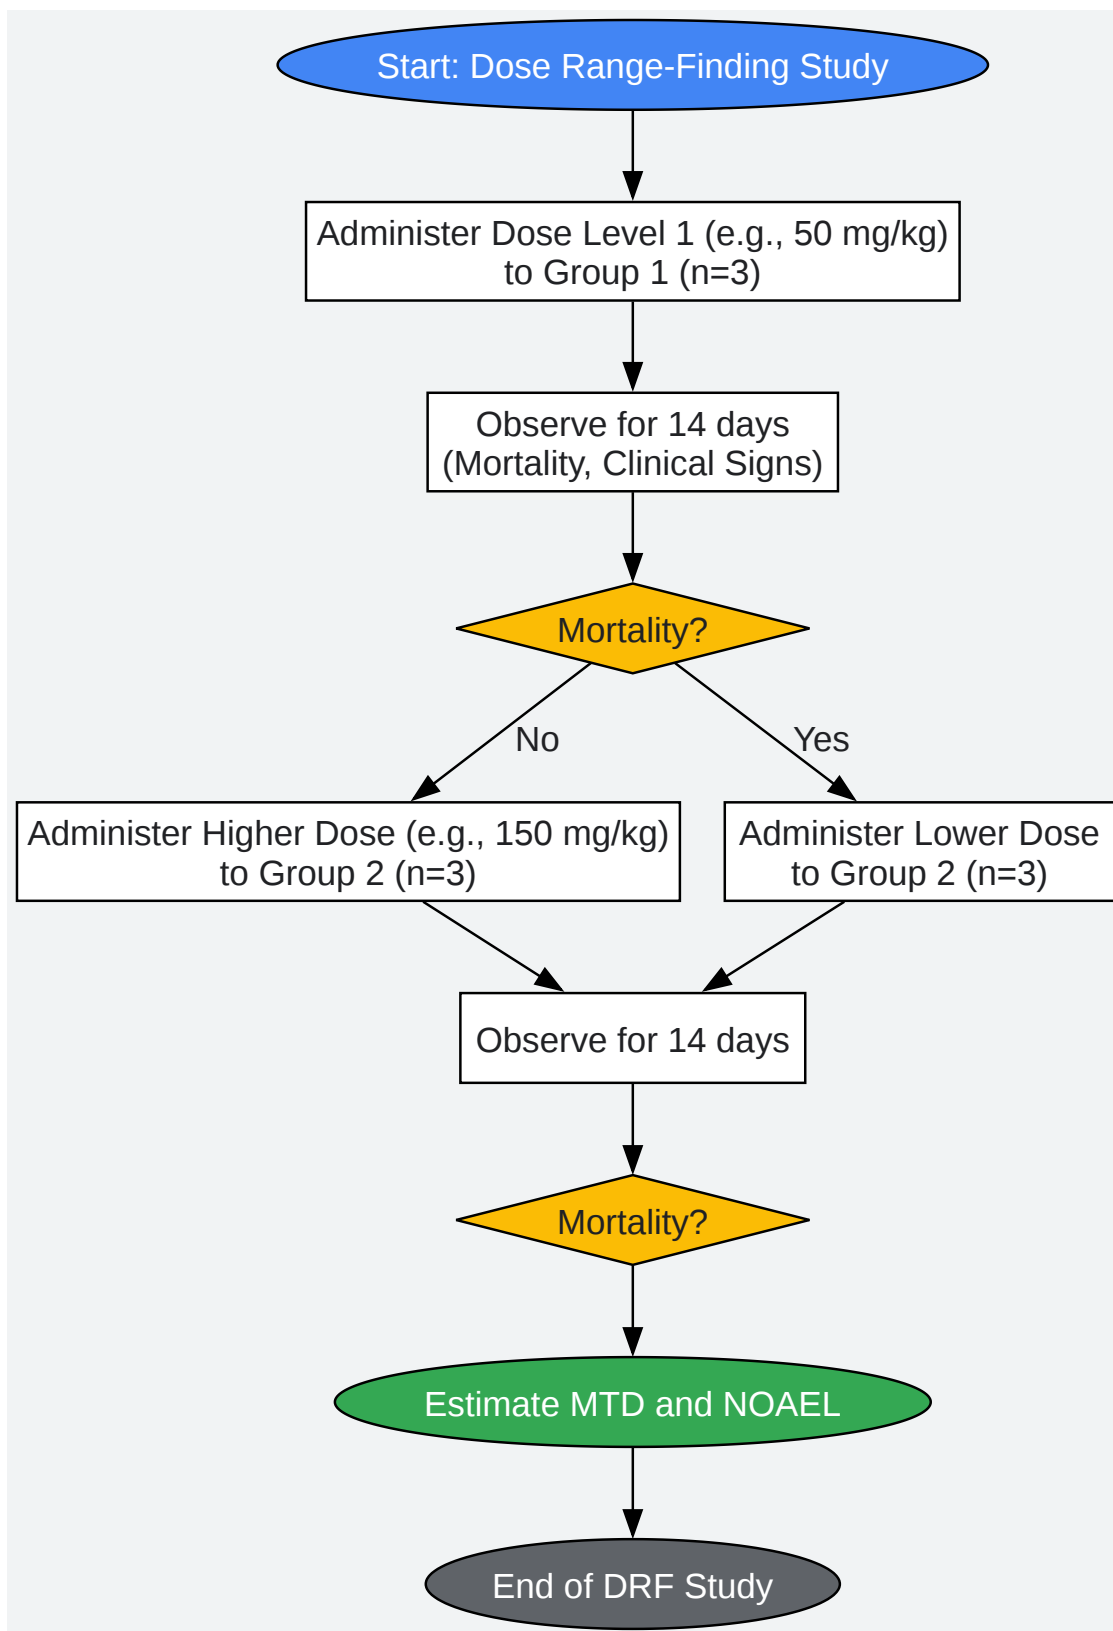 Start: Dose Range-Finding Study
Administer Dose Level 1 (e.g., 50 mg/kg)
to Group 1 (n=3)
Observe for 14 days
(Mortality, Clinical Signs)
Mortality?
No
Yes
Administer Higher Dose (e.g., 150 mg/kg)
to Group 2 (n=3)
Administer Lower Dose
to Group 2 (n=3)
Observe for 14 days
Mortality?
Estimate MTD and NOAEL
End of DRF Study